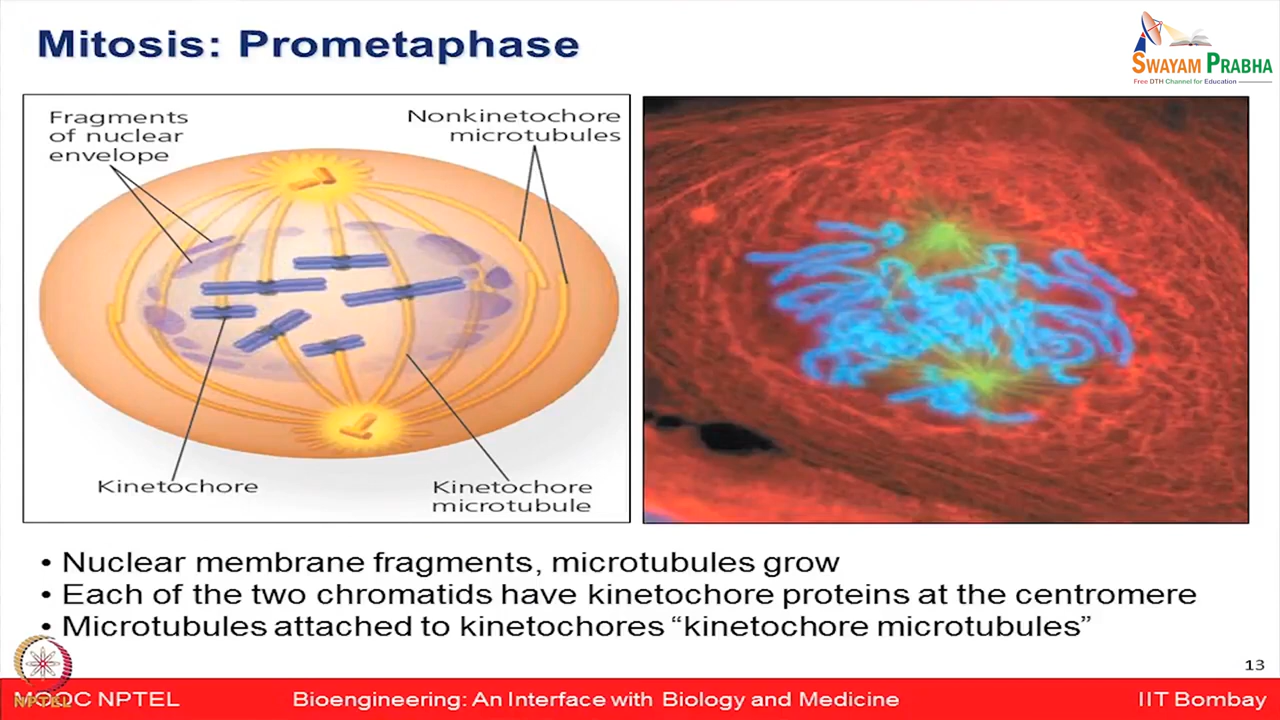 Mitosis: Prometaphase
SWAYAM PRABHA
Free DTH Channel for Education
Fragments
of nuclear
envelope
Nonkinetochore
microtubules
Kinetochore
Kinetochore
microtubule
• Nuclear membrane fragments, microtubules grow
• Each of the two chromatids have kinetochore proteins at the centromere
• Microtubules attached to kinetochores “kinetochore microtubules”
13
MOOC NPTEL
NPTEL
Bioengineering: An Interface with Biology and Medicine
IIT Bombay